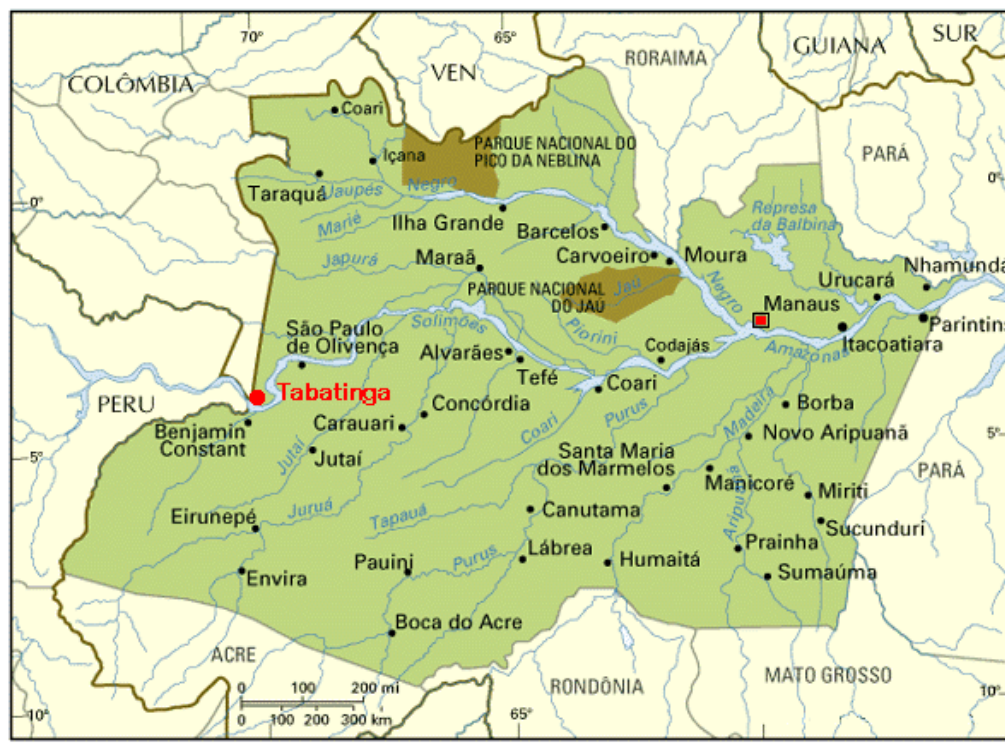 70°
65°
SUR
GUIANA
RORAIMA
VEN
COLÔMBIA
Coari
PARQUE NACIONAL DO
PICO DA NEBLINA
Içana
PARÁ
Taraquá
Uaupés
Negro
0°
0°
Ilha Grande
Marié
Barcelos
Represa
da Balbina
Japurá
Maraã
Carvoeiro
Moura
Nhamundá
Urucará
PARQUE NACIONAL
DO JAÚ
Jaú
Negro
Manaus
Parintins
Solimões
São Paulo
de Olivença
Piorini
Itacoatiara
Amazonas
Alvarães
Codajás
Tefé
Coari
Tabatinga
PERU
Concórdia
Borba
Purus
Madeira
Carauari
Benjamin
Constant
Coari
Novo Aripuanã
-5°
5°
Jutaí
Jutaí
Santa Maria
dos Marmelos
PARÁ
Manicoré
Miriti
Juruá
Canutama
Aripuanã
Eirunepé
Tapauá
Sucunduri
Prainha
Lábrea
Humaitá
Purus
Pauini
Envira
Sumaúma
Boca do Acre
ACRE
MATO GROSSO
RONDÔNIA
0 100 200 mi
0 100 200 300 km
10°
10°
65°